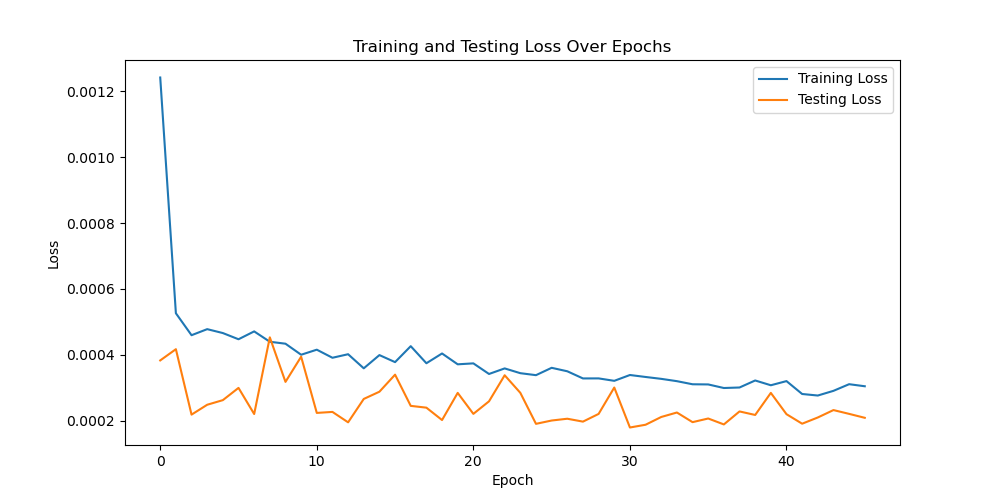 Training and Testing Loss Over Epochs
Training Loss
Testing Loss
0.0012
0.0010
0.0008
0.0006
0.0004
0.0002
Loss
0 10 20 30 40
Epoch